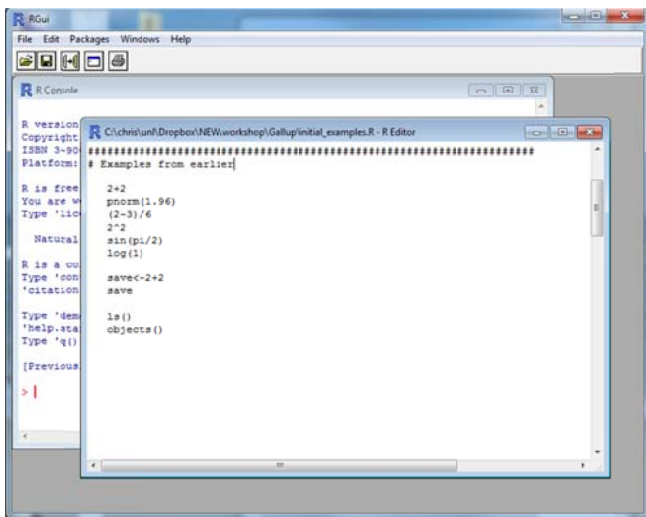 RGui
File Edit Packages Windows Help
R Console
R version
Copyright
ISBN 3-90
Platform:
R is free
You are w
Type 'lic
Natural
R is a co
Type 'con
'citation
Type 'dem
'help.sta
Type 'q()
[Previous
>
C:\chris\unl\Dropbox\NEW\workshop\Gallup\initial_examples.R - R Editor
############################################################################
# Examples from earlier
2+2
pnorm(1.96)
(2-3)/6
2^2
sin(pi/2)
log(1)
save<-2+2
save
ls()
objects()